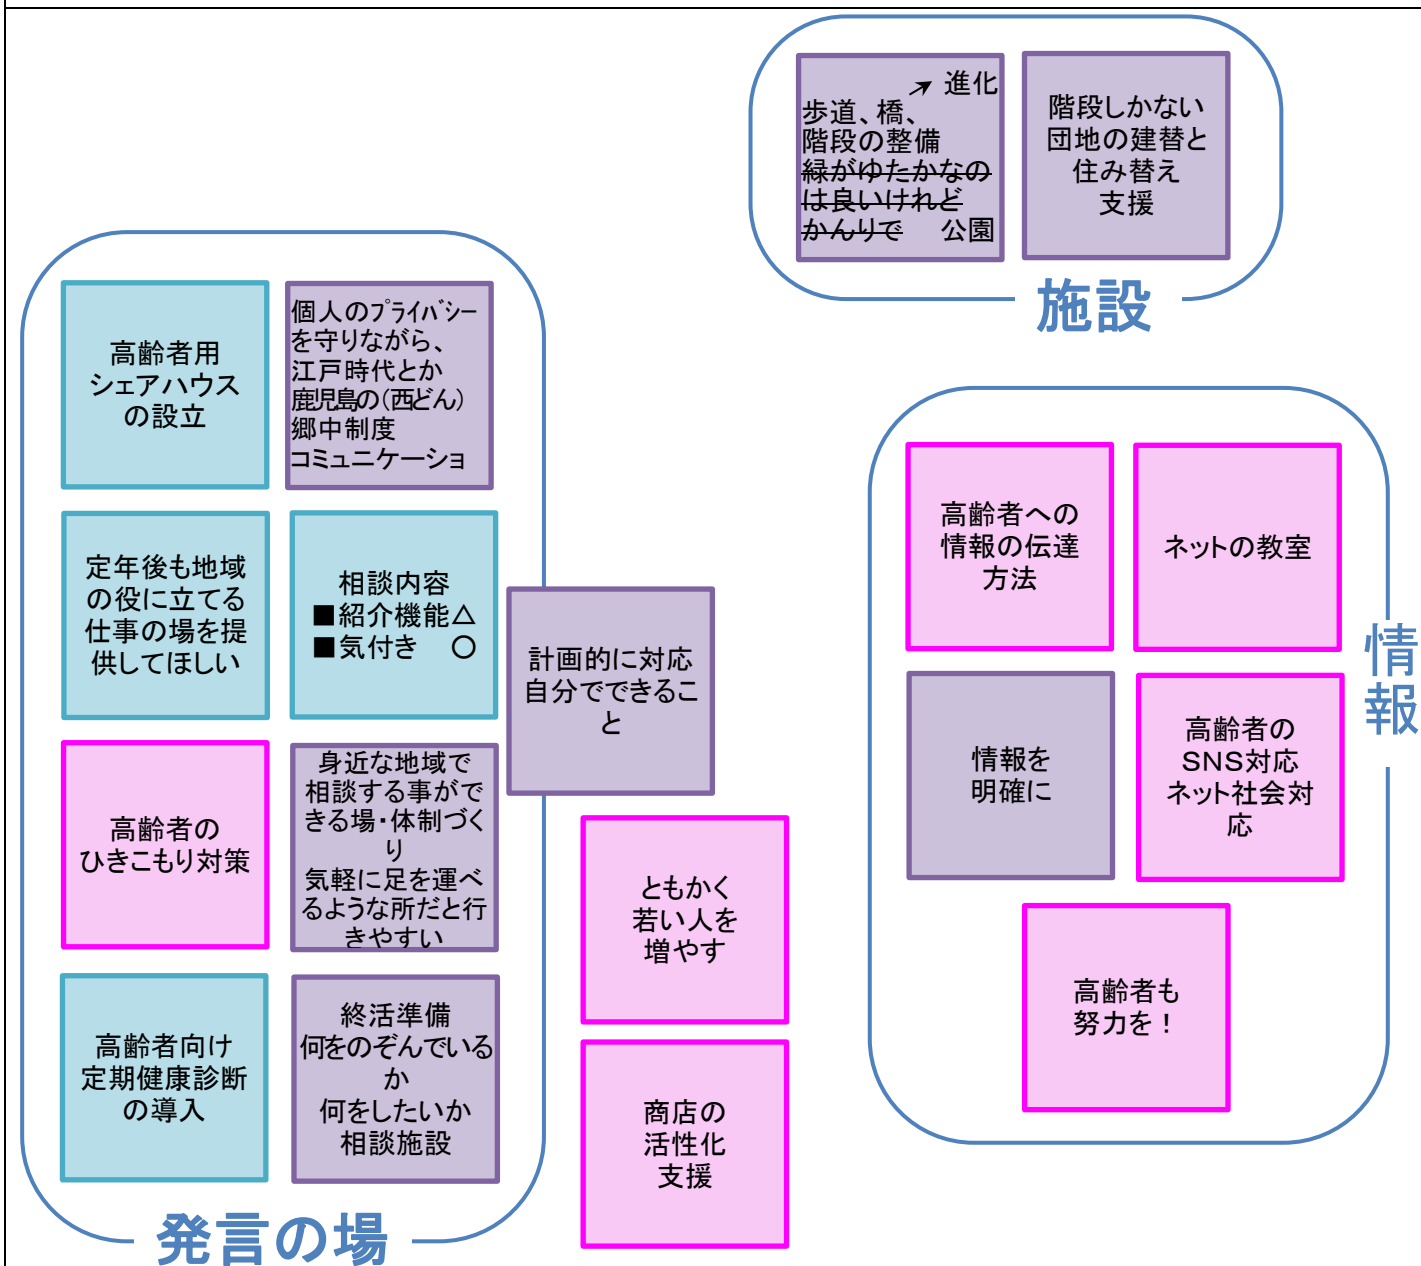 進化
歩道、橋、
階段の整備
緑がゆたかなの
は良いけれど
かんりで　公園
階段しかない
団地の建替と
住み替え
支援
施設
高齢者用
シェアハウス
の設立
個人のプライバシー
を守りながら、
江戸時代とか
鹿児島の(西どん)
郷中制度
コミュニケーショ
定年後も地域
の役に立てる
仕事の場を提
供してほしい
相談内容
■紹介機能△
■気付き　○
計画的に対応
自分でできるこ
と
高齢者の
ひきこもり対策
身近な地域で
相談する事がで
きる場・体制づく
り
気軽に足を運べ
るような所だと行
きやすい
高齢者向け
定期健康診断
の導入
終活準備
何をのぞんでいる
か
何をしたいか
相談施設
発言の場
ともかく
若い人を
増やす
商店の
活性化
支援
高齢者への
情報の伝達
方法
ネットの教室
情報を
明確に
高齢者の
SNS対応
ネット社会対
応
高齢者も
努力を！
情報